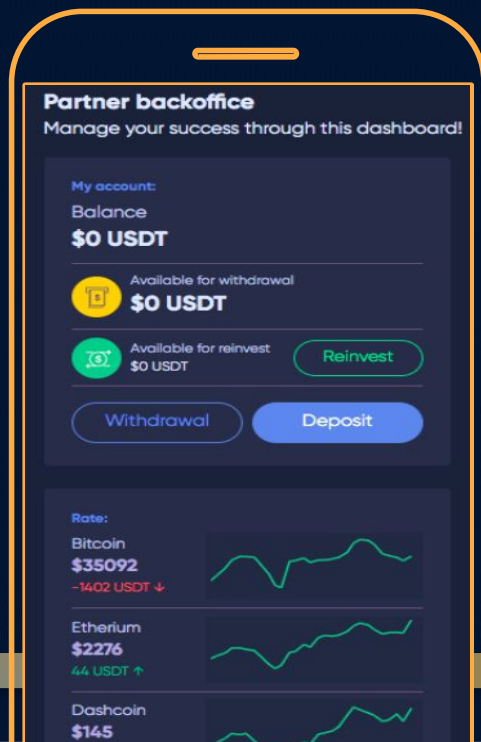 Partner backoffice
Manage your success through this dashboard!
My account:
Balance
$0 USDT
Available for withdrawal
$0 USDT
Available for reinvest
$0 USDT
Reinvest
Withdrawal
Deposit
Rate:
Bitcoin
$35092
-1402 USDT ↓
Etherium
$2276
44 USDT ↑
Dashcoin
$145